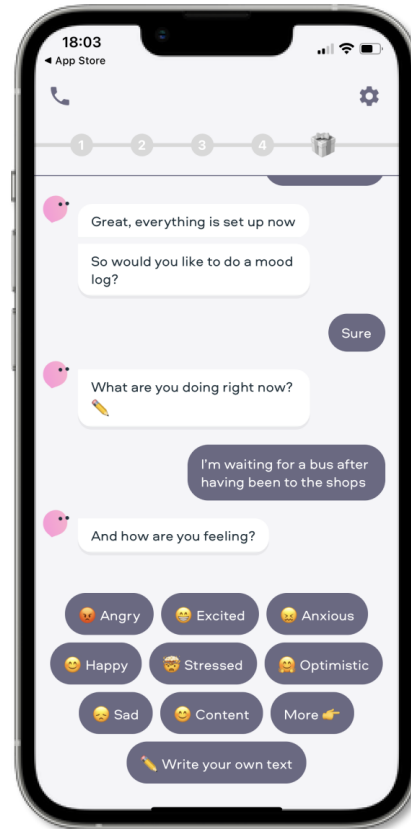 18:03
◀ App Store
1 2 3 4
Great, everything is set up now
So would you like to do a mood
log?
Sure
What are you doing right now?
✏️
I'm waiting for a bus after
having been to the shops
And how are you feeling?
😡 Angry
😁 Excited
😖 Anxious
😊 Happy
🤯 Stressed
🤗 Optimistic
😞 Sad
😊 Content
More 👉
✏️ Write your own text